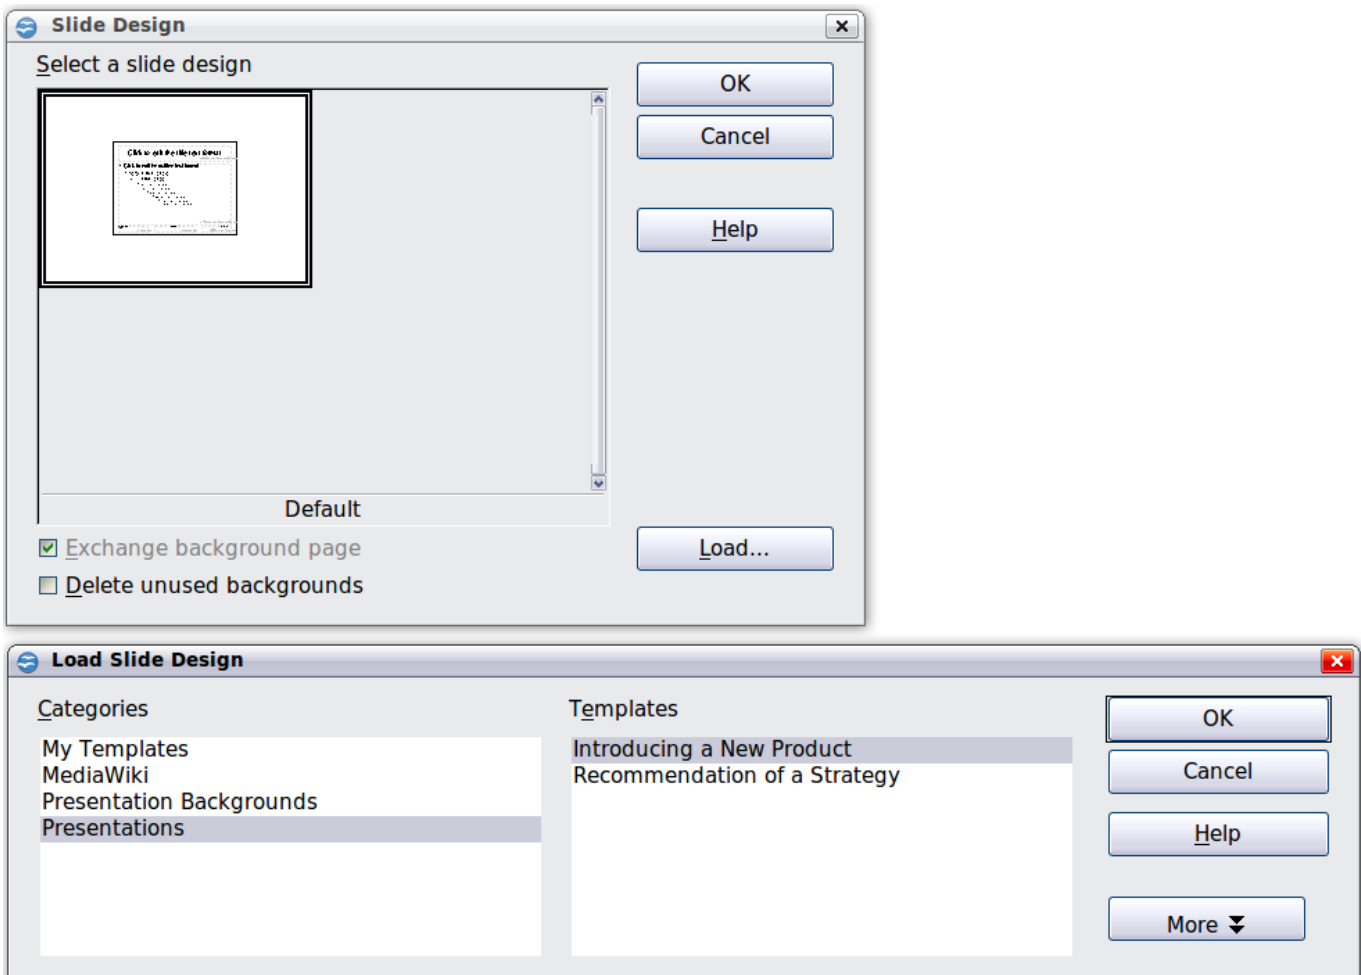 Slide Design
Select a slide design
OK
Cancel
Help
Default
Exchange background page
Load...
Delete unused backgrounds
Load Slide Design
Categories
Templates
My Templates
MediaWiki
Presentation Backgrounds
Presentations
Introducing a New Product
Recommendation of a Strategy
OK
Cancel
Help
More